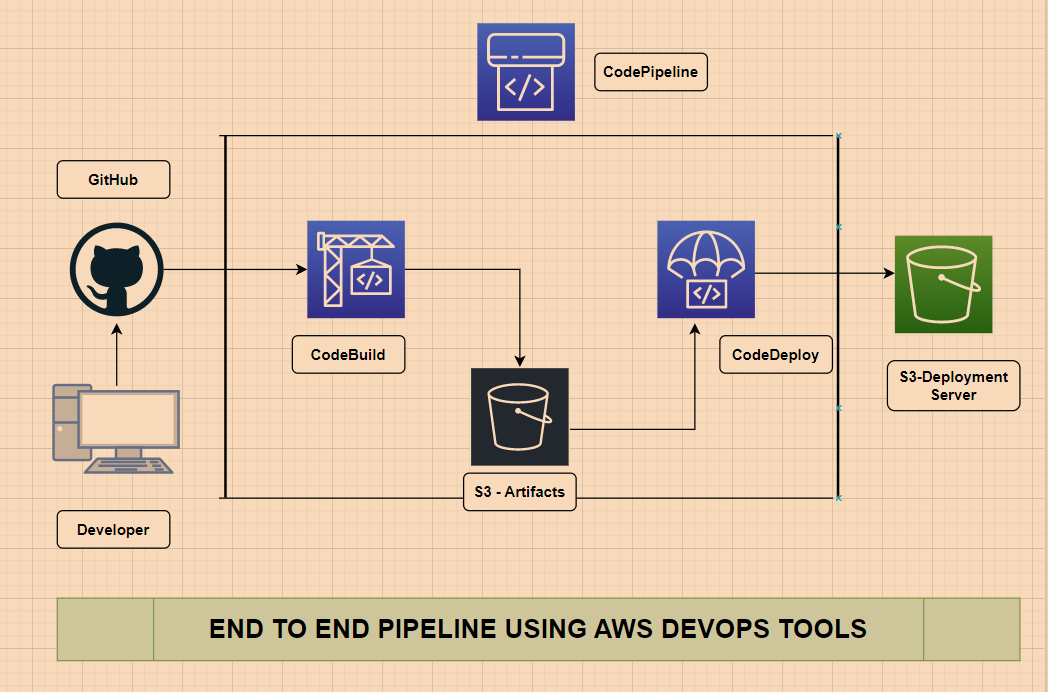 CodePipeline
GitHub
</>
</>
</>
CodeBuild
CodeDeploy
S3-Deployment
Server
S3 - Artifacts
Developer
END TO END PIPELINE USING AWS DEVOPS TOOLS